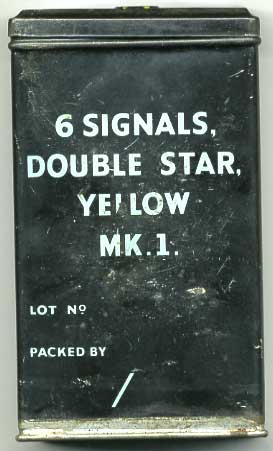 6 SIGNALS,
DOUBLE STAR,
YELLOW
MK.1.
LOT Nº
PACKED BY
/